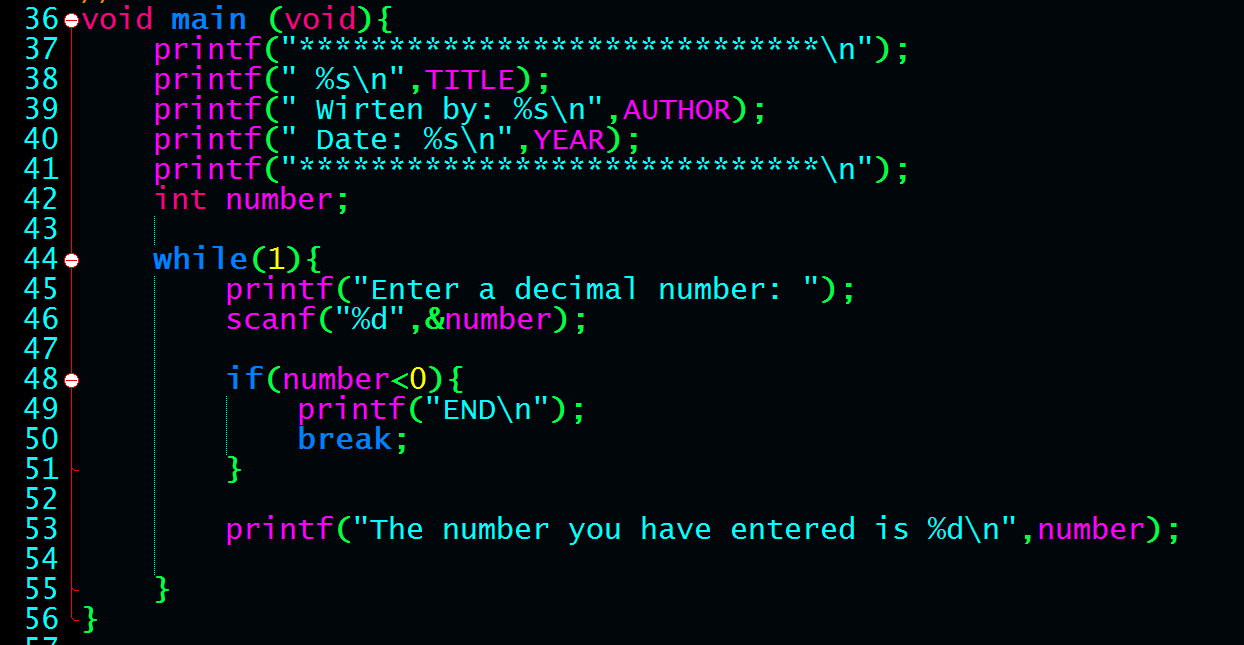 36 void main (void){
37 printf("*****************************\n");
38 printf(" %s\n",TITLE);
39 printf(" Wirten by: %s\n",AUTHOR);
40 printf(" Date: %s\n",YEAR);
41 printf("*****************************\n");
42 int number;
43
44 while(1){
45 printf("Enter a decimal number: ");
46 scanf("%d",&number);
47
48 if(number<0){
49 printf("END\n");
50 break;
51 }
52
53 printf("The number you have entered is %d\n",number);
54
55 }
56 }
57